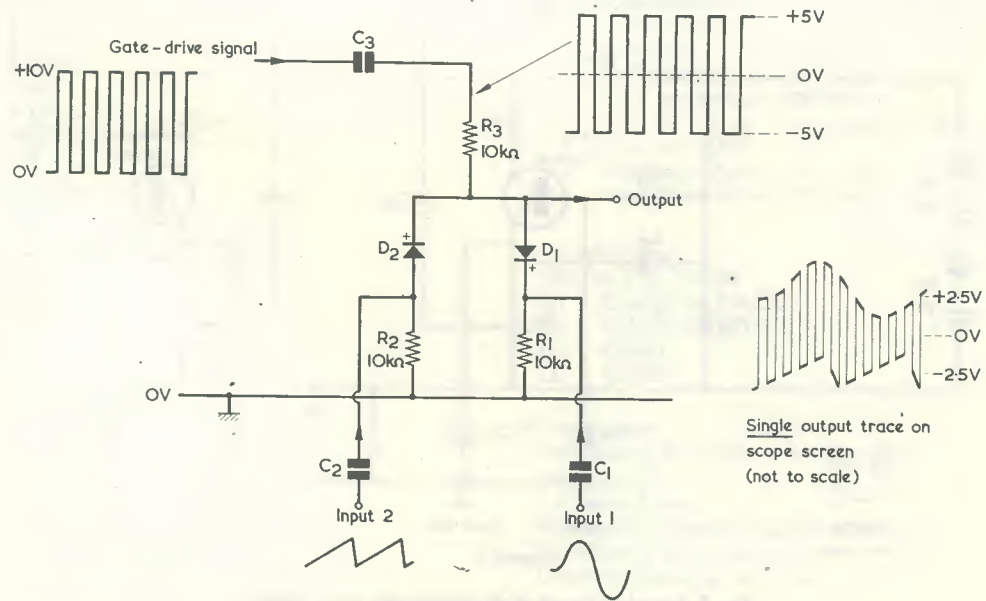 Gate-drive signal
C3
+10V
0V
+5V
0V
-5V
R3
10kΩ
Output
D2
+
D1
+
R2
10kΩ
R1
10kΩ
+2·5V
0V
-2·5V
0V
Single output trace on
scope screen
(not to scale)
C2
C1
Input 2
Input 1